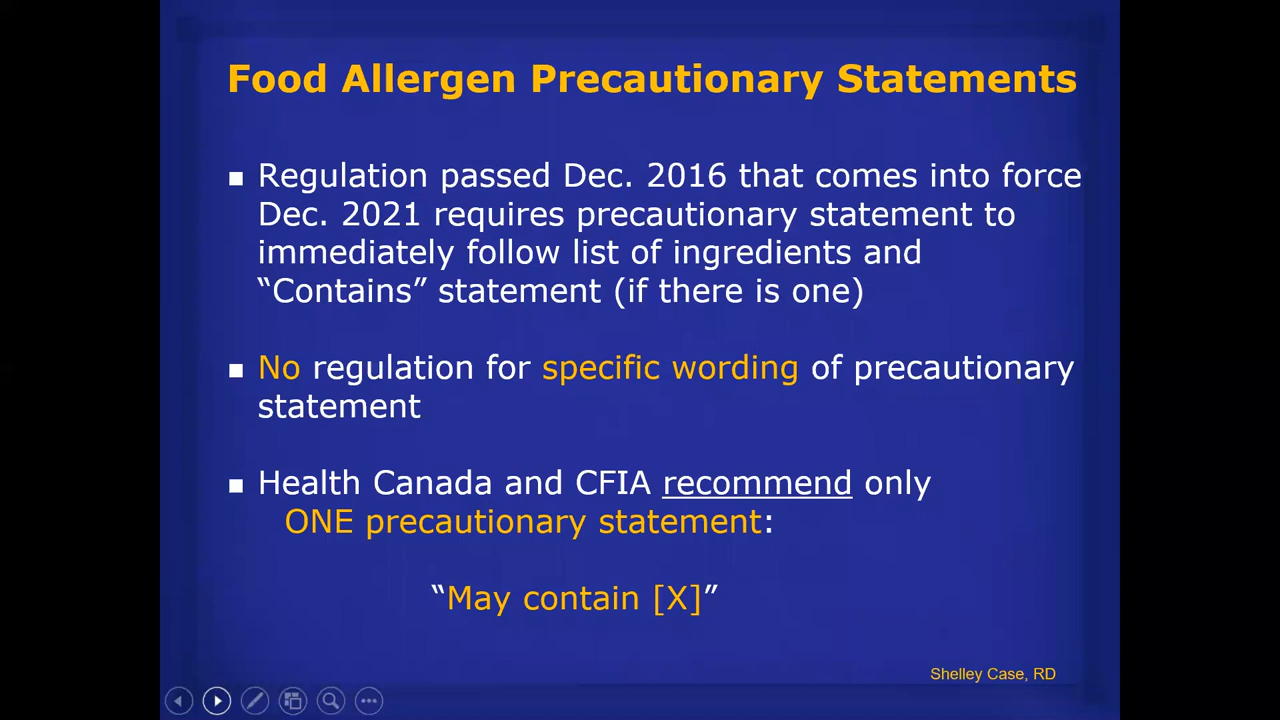 Food Allergen Precautionary Statements
■ Regulation passed Dec. 2016 that comes into force
Dec. 2021 requires precautionary statement to
immediately follow list of ingredients and
“Contains” statement (if there is one)
■ No regulation for specific wording of precautionary
statement
■ Health Canada and CFIA recommend only
ONE precautionary statement:
“May contain [X]”
Shelley Case, RD